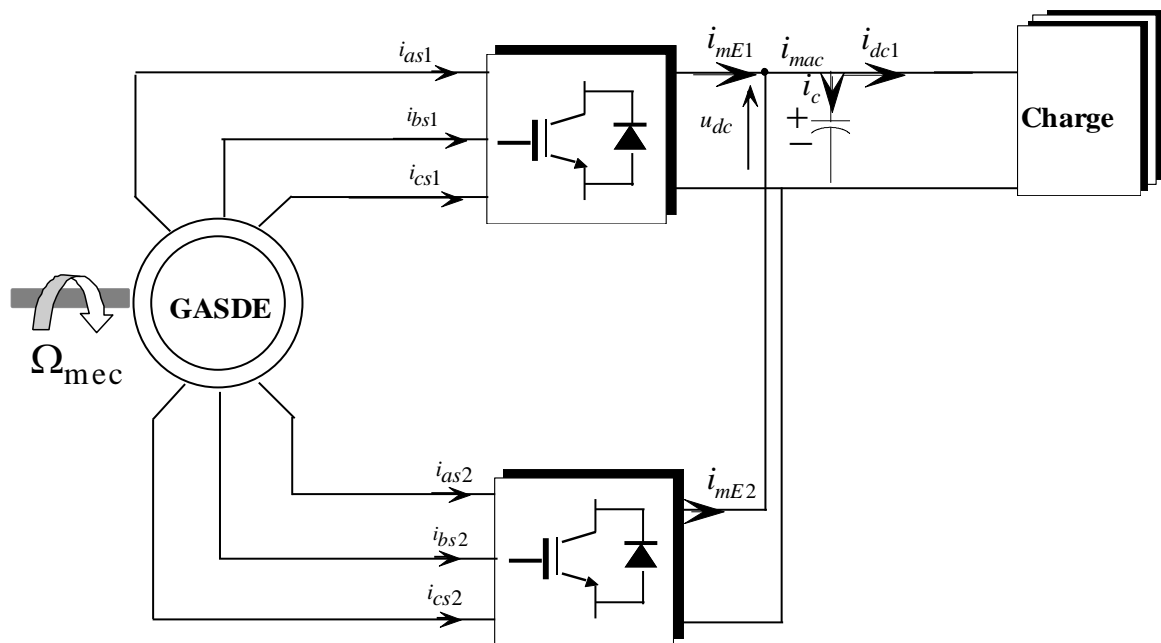 i_as1
i_mE1
i_mac
i_dc1
i_bs1
i_c
u_dc
+
−
Charge
i_cs1
GASDE
Ω_mec
i_as2
i_mE2
i_bs2
i_cs2